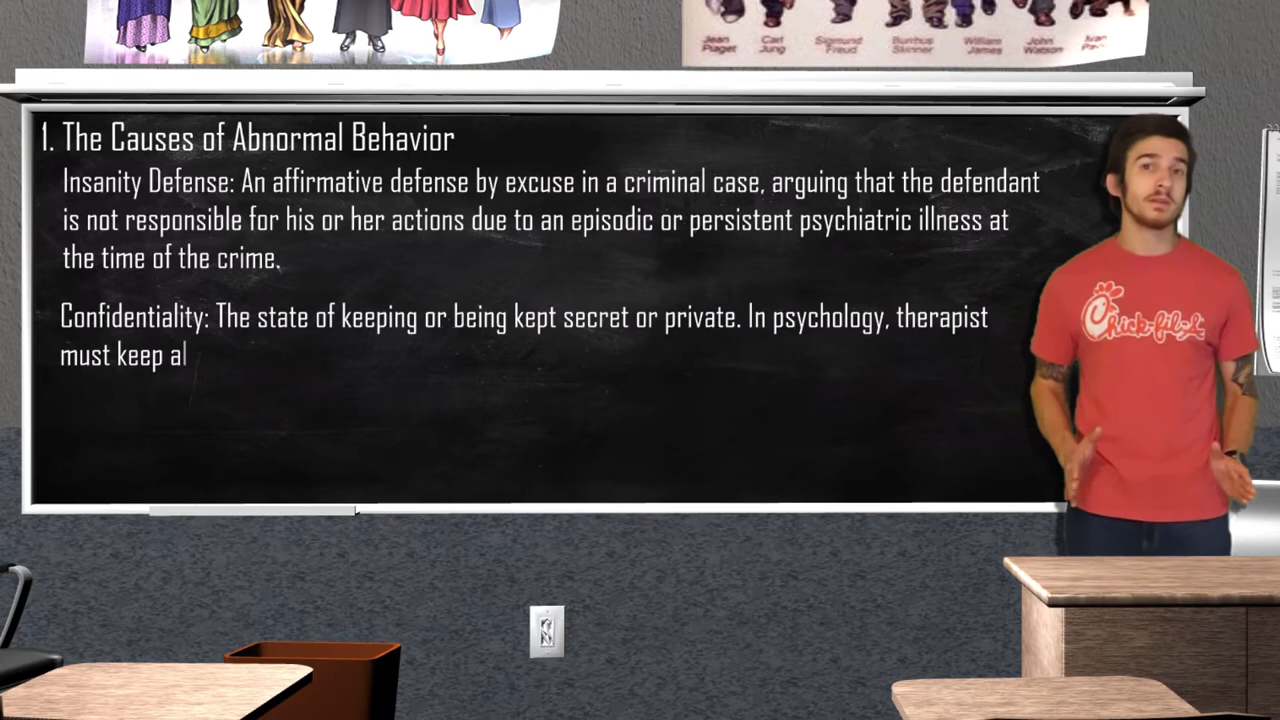 Jean
Piaget
Carl
Jung
Sigmund
Freud
Burrhus
Skinner
William
James
John
Watson
Ivan
1. The Causes of Abnormal Behavior
Insanity Defense: An affirmative defense by excuse in a criminal case, arguing that the defendant
is not responsible for his or her actions due to an episodic or persistent psychiatric illness at
the time of the crime.
Confidentiality: The state of keeping or being kept secret or private. In psychology, therapist
must keep al
Chick-fil-A